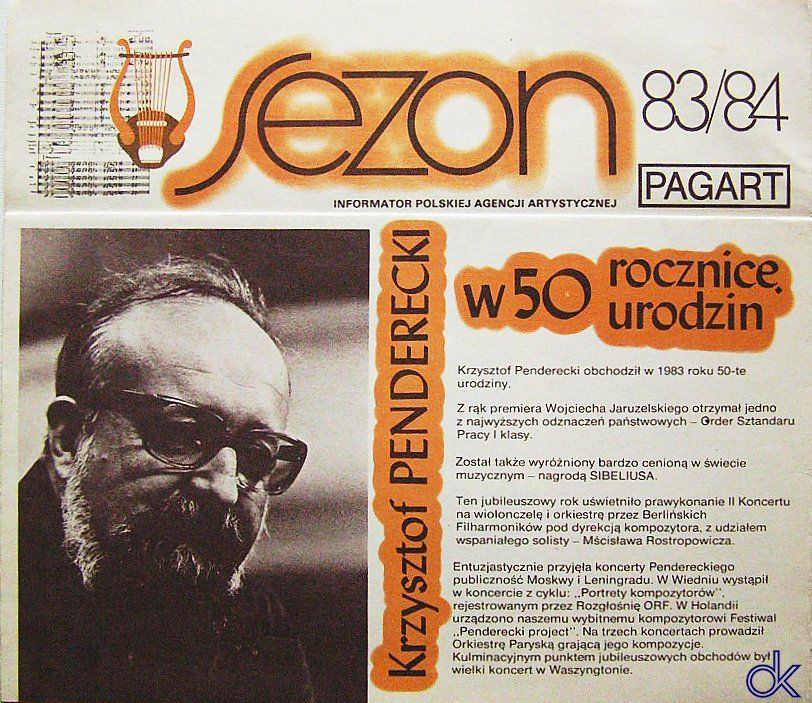 Sezon 83/84
INFORMATOR POLSKIEJ AGENCJI ARTYSTYCZNEJ
PAGART
Krzysztof PENDERECKI
w 50 rocznicę
urodzin
Krzysztof Penderecki obchodził w 1983 roku 50-te
urodziny.
Z rąk premiera Wojciecha Jaruzelskiego otrzymał jedno
z najwyższych odznaczeń państwowych – Order Sztandaru
Pracy I klasy.
Został także wyróżniony bardzo cenioną w świecie
muzycznym – nagrodą SIBELIUSA.
Ten jubileuszowy rok uświetniło prawykonanie II Koncertu
na wiolonczelę i orkiestrę przez Berlińskich
Filharmoników pod dyrekcją kompozytora, z udziałem
wspaniałego solisty – Mścisława Rostropowicza.
Entuzjastycznie przyjęła koncerty Pendereckiego
publiczność Moskwy i Leningradu. W Wiedniu wystąpił
w koncercie z cyklu: „Portrety kompozytorów",
rejestrowanym przez Rozgłośnię ORF. W Holandii
urządzono naszemu wybitnemu kompozytorowi Festiwal
„Penderecki project". Na trzech koncertach prowadził
Orkiestrę Paryską grającą jego kompozycje.
Kulminacyjnym punktem jubileuszowych obchodów był
wielki koncert w Waszyngtonie.
dk